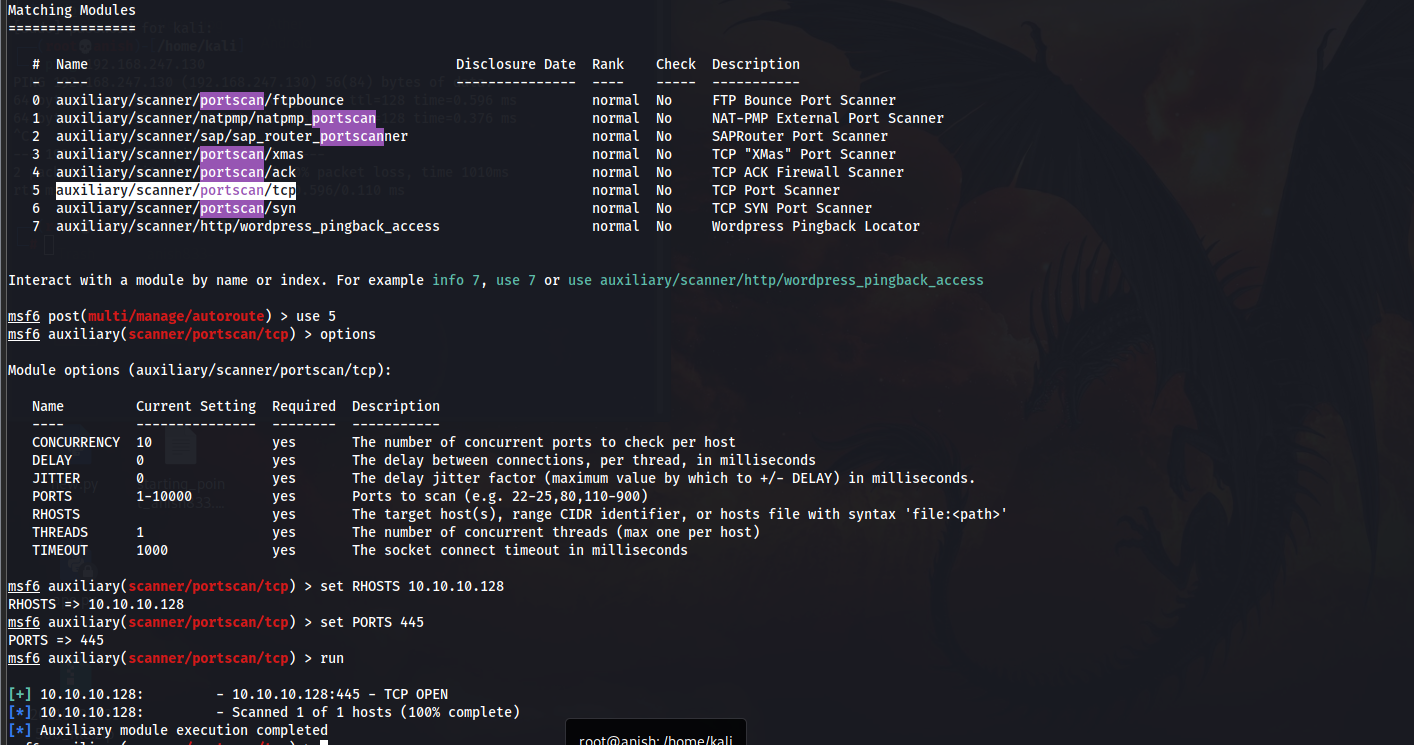 Matching Modules
================
for kali:
/home/kali
# Name Disclosure Date Rank Check Description
- ---- --------------- ---- ----- -----------
0 auxiliary/scanner/portscan/ftpbounce normal No FTP Bounce Port Scanner
1 auxiliary/scanner/natpmp/natpmp_portscan normal No NAT-PMP External Port Scanner
2 auxiliary/scanner/sap/sap_router_portscanner normal No SAPRouter Port Scanner
3 auxiliary/scanner/portscan/xmas normal No TCP "XMas" Port Scanner
4 auxiliary/scanner/portscan/ack normal No TCP ACK Firewall Scanner
5 auxiliary/scanner/portscan/tcp normal No TCP Port Scanner
6 auxiliary/scanner/portscan/syn normal No TCP SYN Port Scanner
7 auxiliary/scanner/http/wordpress_pingback_access normal No Wordpress Pingback Locator
Interact with a module by name or index. For example info 7, use 7 or use auxiliary/scanner/http/wordpress_pingback_access
msf6 post(multi/manage/autoroute) > use 5
msf6 auxiliary(scanner/portscan/tcp) > options
Module options (auxiliary/scanner/portscan/tcp):
Name Current Setting Required Description
---- --------------- -------- -----------
CONCURRENCY 10 yes The number of concurrent ports to check per host
DELAY 0 yes The delay between connections, per thread, in milliseconds
JITTER 0 yes The delay jitter factor (maximum value by which to +/- DELAY) in milliseconds.
PORTS 1-10000 yes Ports to scan (e.g. 22-25,80,110-900)
RHOSTS yes The target host(s), range CIDR identifier, or hosts file with syntax 'file:<path>'
THREADS 1 yes The number of concurrent threads (max one per host)
TIMEOUT 1000 yes The socket connect timeout in milliseconds
msf6 auxiliary(scanner/portscan/tcp) > set RHOSTS 10.10.10.128
RHOSTS => 10.10.10.128
msf6 auxiliary(scanner/portscan/tcp) > set PORTS 445
PORTS => 445
msf6 auxiliary(scanner/portscan/tcp) > run
[+] 10.10.10.128: - 10.10.10.128:445 - TCP OPEN
[*] 10.10.10.128: - Scanned 1 of 1 hosts (100% complete)
[*] Auxiliary module execution completed
root@anish: /home/kali